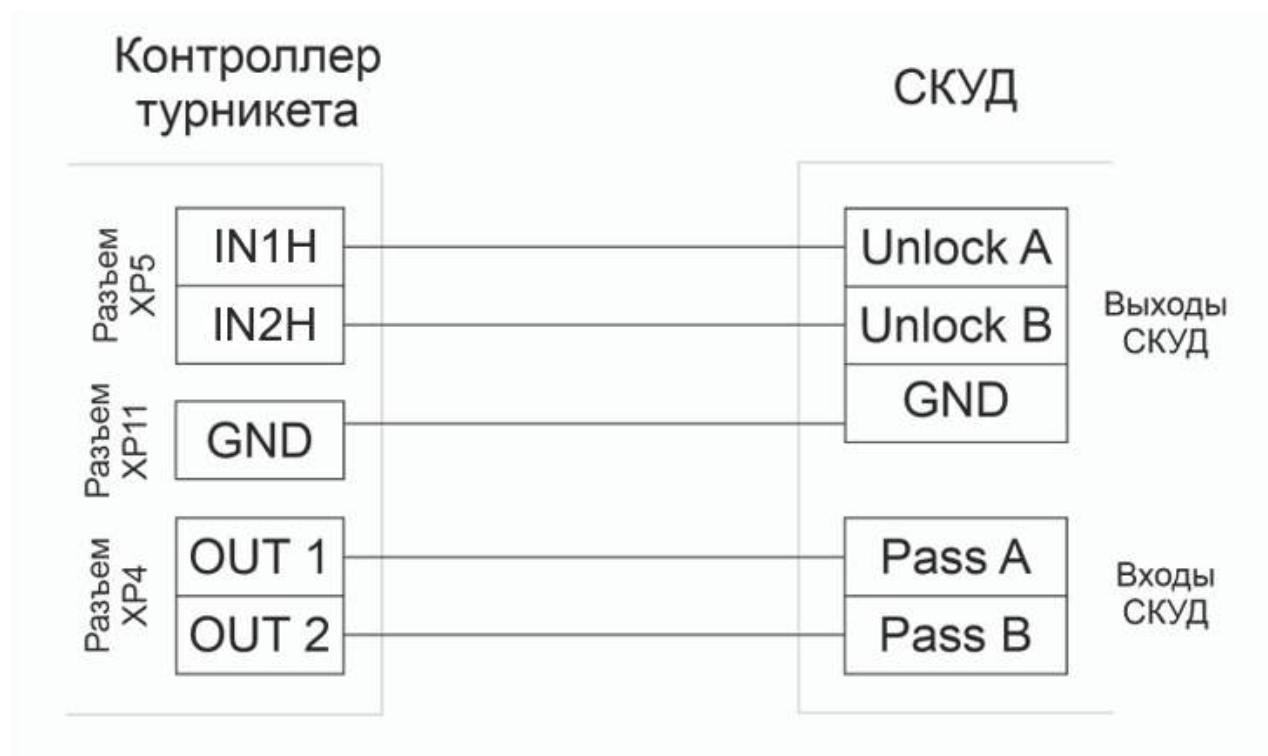 Контроллер
турникета
СКУД
Разъем
XP5
IN1H
IN2H
Unlock A
Unlock B
GND
Выходы
СКУД
Разъем
XP11
GND
Разъем
XP4
OUT 1
OUT 2
Pass A
Pass B
Входы
СКУД